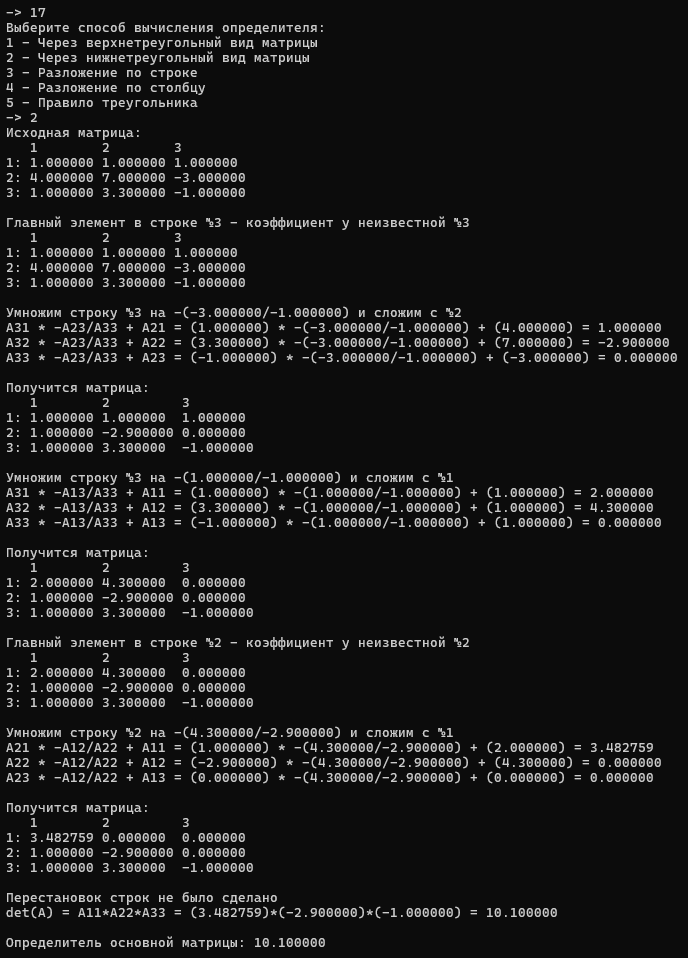 -> 17
Выберите способ вычисления определителя:
1 - Через верхнетреугольный вид матрицы
2 - Через нижнетреугольный вид матрицы
3 - Разложение по строке
4 - Разложение по столбцу
5 - Правило треугольника
-> 2
Исходная матрица:
1 2 3
1: 1.000000 1.000000 1.000000
2: 4.000000 7.000000 -3.000000
3: 1.000000 3.300000 -1.000000
Главный элемент в строке №3 - коэффициент у неизвестной №3
1 2 3
1: 1.000000 1.000000 1.000000
2: 4.000000 7.000000 -3.000000
3: 1.000000 3.300000 -1.000000
Умножим строку №3 на -(-3.000000/-1.000000) и сложим с №2
A31 * -A23/A33 + A21 = (1.000000) * -(-3.000000/-1.000000) + (4.000000) = 1.000000
A32 * -A23/A33 + A22 = (3.300000) * -(-3.000000/-1.000000) + (7.000000) = -2.900000
A33 * -A23/A33 + A23 = (-1.000000) * -(-3.000000/-1.000000) + (-3.000000) = 0.000000
Получится матрица:
1 2 3
1: 1.000000 1.000000 1.000000
2: 1.000000 -2.900000 0.000000
3: 1.000000 3.300000 -1.000000
Умножим строку №3 на -(1.000000/-1.000000) и сложим с №1
A31 * -A13/A33 + A11 = (1.000000) * -(1.000000/-1.000000) + (1.000000) = 2.000000
A32 * -A13/A33 + A12 = (3.300000) * -(1.000000/-1.000000) + (1.000000) = 4.300000
A33 * -A13/A33 + A13 = (-1.000000) * -(1.000000/-1.000000) + (1.000000) = 0.000000
Получится матрица:
1 2 3
1: 2.000000 4.300000 0.000000
2: 1.000000 -2.900000 0.000000
3: 1.000000 3.300000 -1.000000
Главный элемент в строке №2 - коэффициент у неизвестной №2
1 2 3
1: 2.000000 4.300000 0.000000
2: 1.000000 -2.900000 0.000000
3: 1.000000 3.300000 -1.000000
Умножим строку №2 на -(4.300000/-2.900000) и сложим с №1
A21 * -A12/A22 + A11 = (1.000000) * -(4.300000/-2.900000) + (2.000000) = 3.482759
A22 * -A12/A22 + A12 = (-2.900000) * -(4.300000/-2.900000) + (4.300000) = 0.000000
A23 * -A12/A22 + A13 = (0.000000) * -(4.300000/-2.900000) + (0.000000) = 0.000000
Получится матрица:
1 2 3
1: 3.482759 0.000000 0.000000
2: 1.000000 -2.900000 0.000000
3: 1.000000 3.300000 -1.000000
Перестановок строк не было сделано
det(A) = A11*A22*A33 = (3.482759)*(-2.900000)*(-1.000000) = 10.100000
Определитель основной матрицы: 10.100000